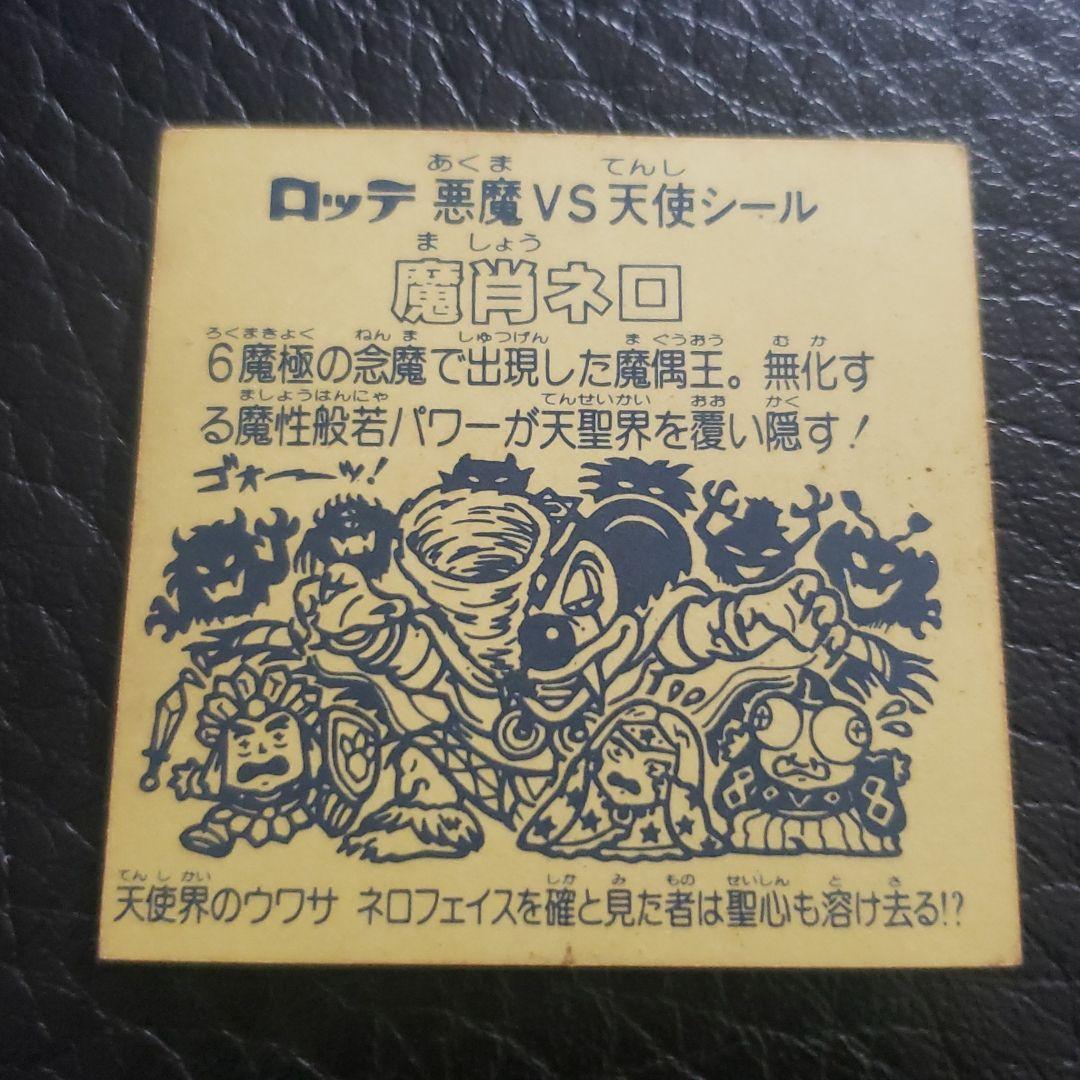 あくま てんし
ロッテ 悪魔VS天使シール
ま しょう
魔肖ネロ
ろくまきょく ねん ま しゅつげん ま ぐうおう む か
6魔極の念魔で出現した魔偶王。無化す
ましょうはんにゃ てんせいかい おお かく
る魔性般若パワーが天聖界を覆い隠す!
ゴォーーッ!
てんしかい しか み もの せいしん と さ
天使界のウワサ ネロフェイスを確と見た者は聖心も溶け去る!?